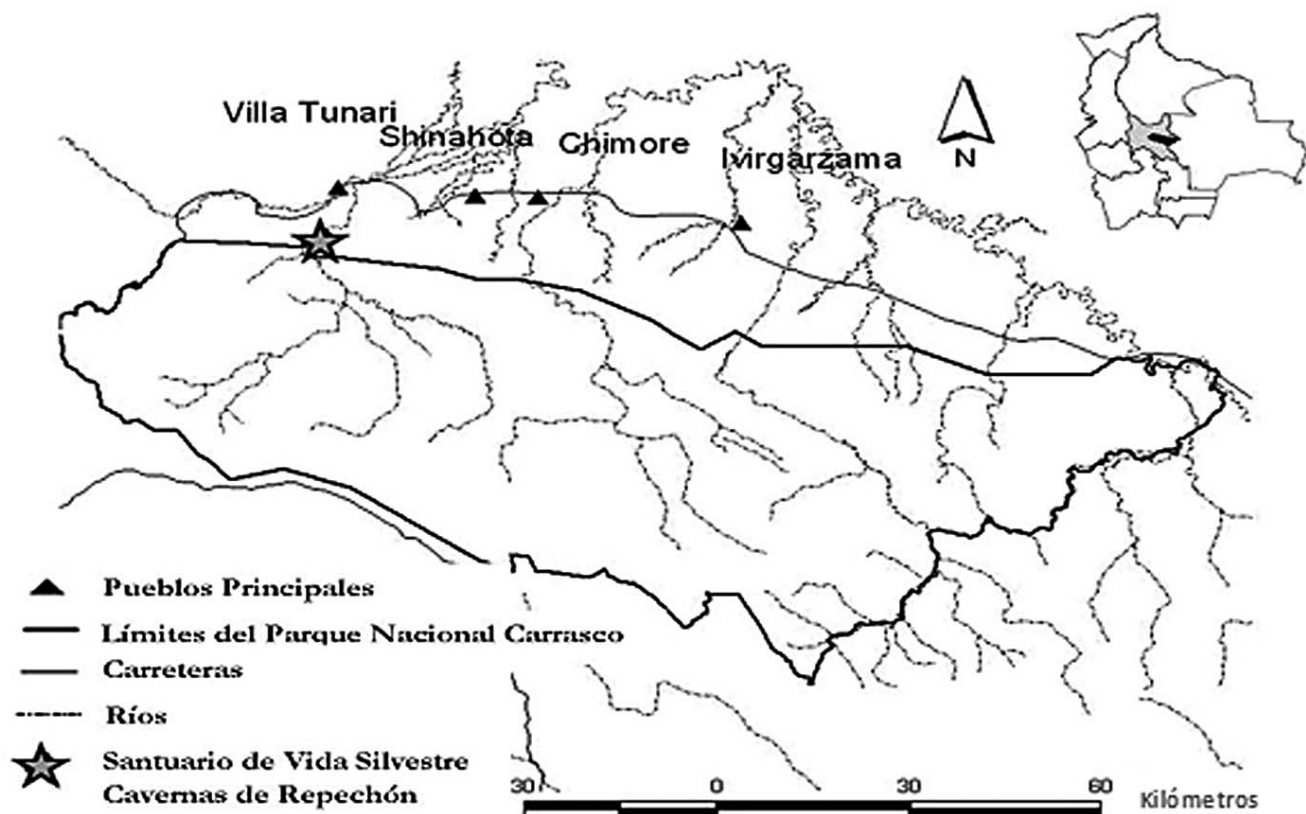 Villa Tunari
Shinahota
Chimore
Ivirgarzama
N
Pueblos Principales
Límites del Parque Nacional Carrasco
Carreteras
Ríos
Santuario de Vida Silvestre
Cavernas de Repechón
30 0 30 60 Kilómetros